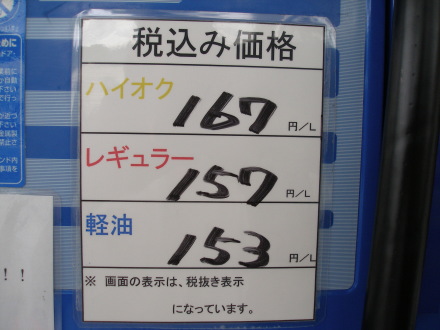 税込み価格
ハイオク
167
円/L
レギュラー
157
円/L
軽油
153
円/L
※ 画面の表示は、税抜き表示
になっています。
！！